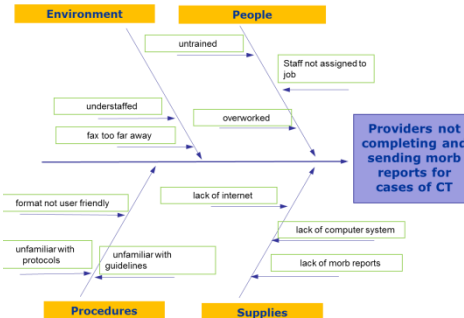 Environment
People
untrained
Staff not assigned to
job
understaffed
overworked
fax too far away
Providers not
completing and
sending morb
reports for
cases of CT
lack of internet
format not user friendly
lack of computer system
unfamiliar with
protocols
unfamiliar with
guidelines
lack of morb reports
Procedures
Supplies